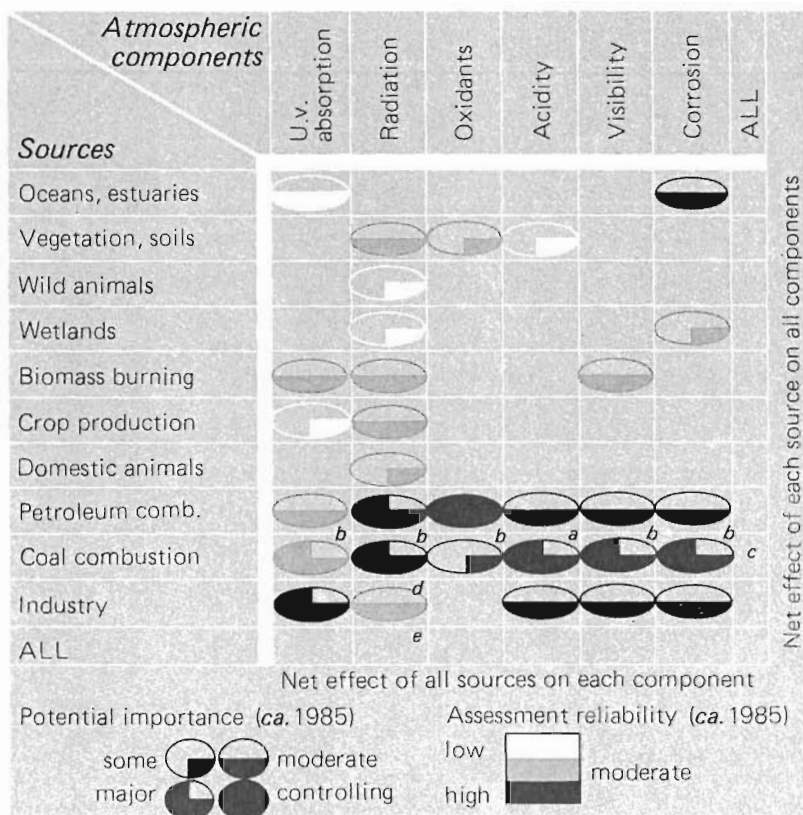 Atmospheric
components
Sources
U.v.
absorption
Radiation
Oxidants
Acidity
Visibility
Corrosion
ALL
Oceans, estuaries
Vegetation, soils
Wild animals
Wetlands
Biomass burning
Crop production
Domestic animals
Petroleum comb.
b b b a b b
Coal combustion
c
Industry
d
ALL
e
Net effect of each source on all components
Net effect of all sources on each component
Potential importance (ca. 1985)
some moderate
major controlling
Assessment reliability (ca. 1985)
low
moderate
high